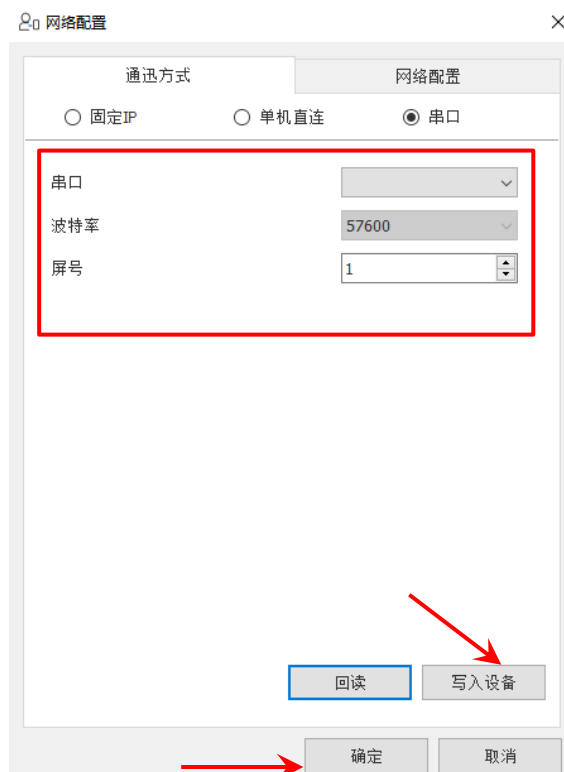 网络配置
通迅方式 网络配置
固定IP 单机直连 串口
串口
波特率 57600
屏号 1
回读 写入设备
确定 取消